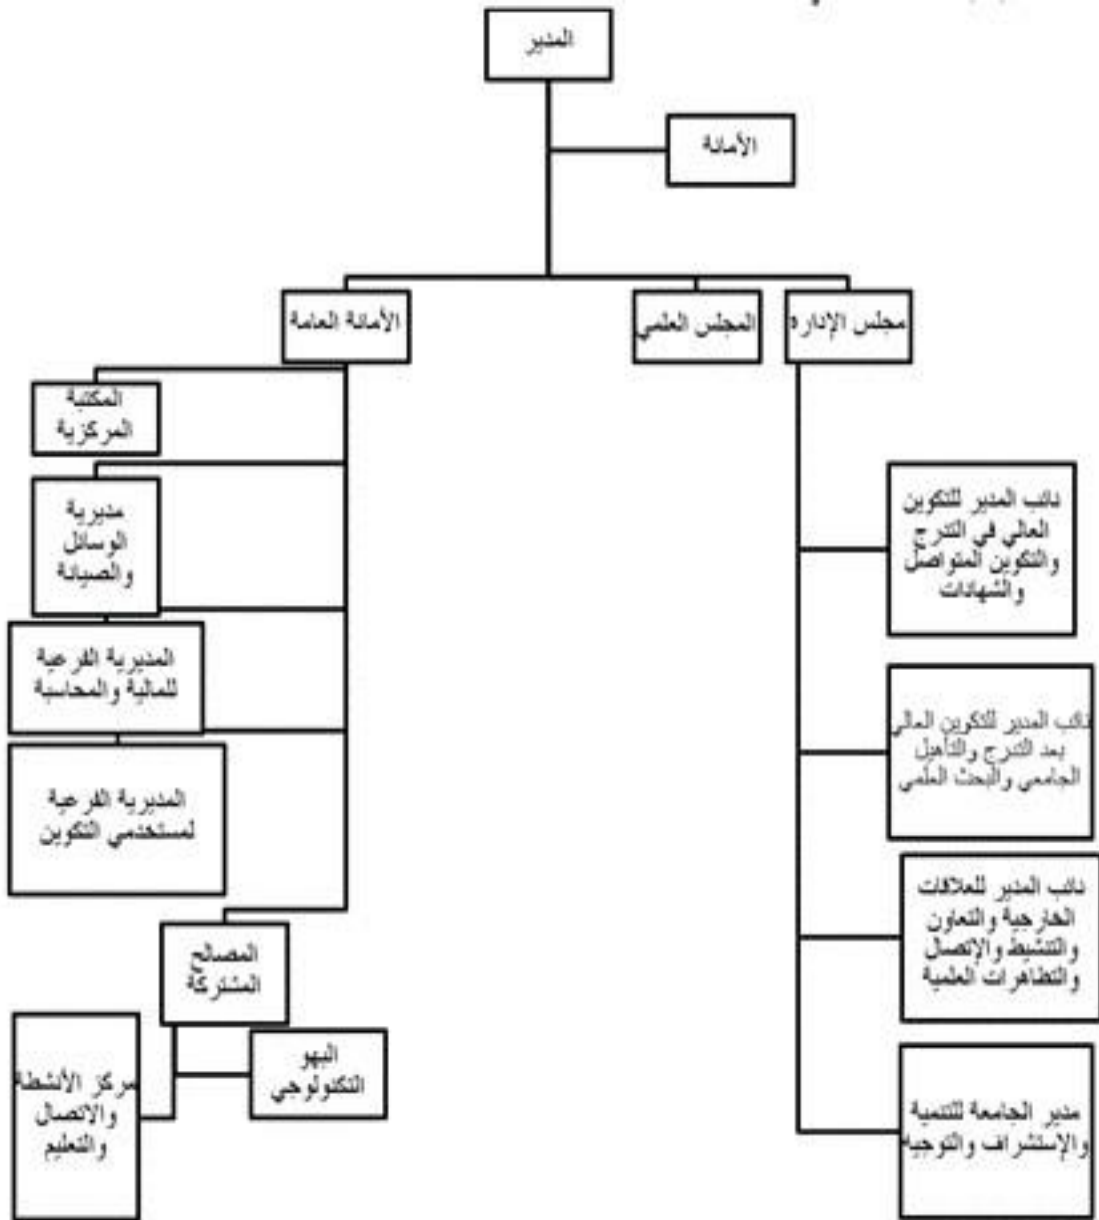 المدير
الأمانة
مجلس الإدارة
المجلس العلمي
الأمانة العامة
المكتبة
المركزية
مديرية
الوسائل
والصيانة
المديرية الفرعية
للمالية والمحاسبة
المديرية الفرعية
لمستخدمي التكوين
المصالح
المشتركة
البهو
التكنولوجي
مركز الأنشطة
والاتصال
والتعليم
نائب المدير للتكوين
العالي في التدرج
والتكوين المتواصل
والشهادات
نائب المدير للتكوين العالي
بعد التدرج والتأهيل
الجامعي والبحث العلمي
نائب المدير للعلاقات
الخارجية والتعاون
والتنشيط والإتصال
والتظاهرات العلمية
مدير الجامعة للتنمية
والإستشراف والتوجيه